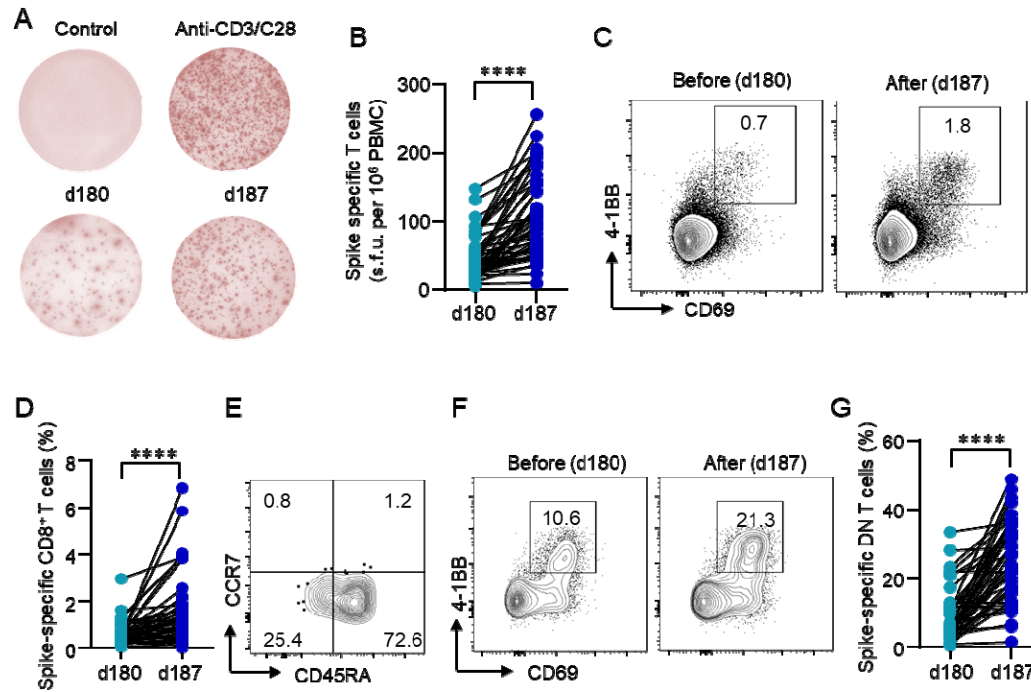 A
Control
Anti-CD3/C28
d180
d187
B
****
Spike specific T cells
(s.f.u. per 10⁶ PBMC)
300
200
100
0
d180
d187
C
Before (d180)
After (d187)
0.7
1.8
4-1BB
CD69
D
****
Spike-specific CD8⁺ T cells (%)
8
6
4
2
0
d180
d187
E
0.8
1.2
25.4
72.6
CCR7
CD45RA
F
Before (d180)
After (d187)
10.6
21.3
4-1BB
CD69
G
****
Spike-specific DN T cells (%)
60
40
20
0
d180
d187